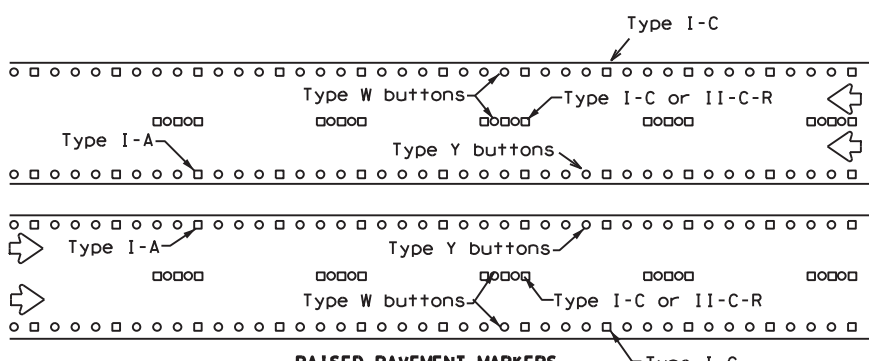 Type I-C
Type W buttons
Type I-C or II-C-R
Type I-A
Type Y buttons
Type I-A
Type Y buttons
Type W buttons
Type I-C or II-C-R
RAISED PAVEMENT MARKERS
Type I-C